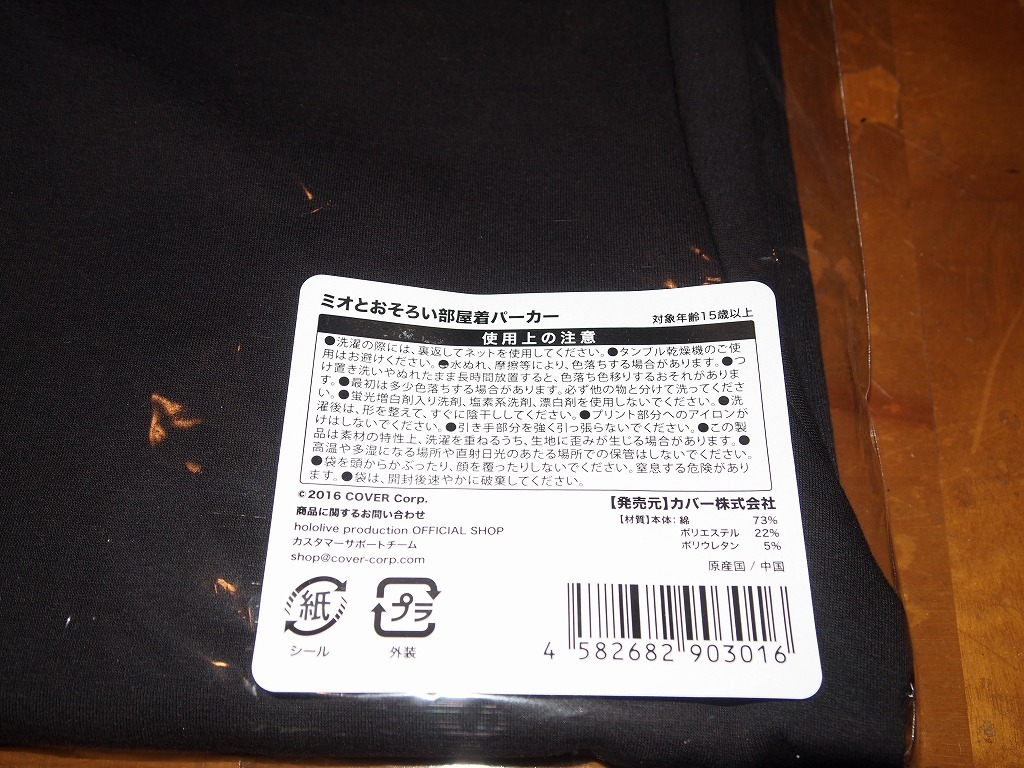 ミオとおそろい部屋着パーカー
対象年齢15歳以上
使用上の注意
●洗濯の際には、裏返してネットを使用してください。●タンブル乾燥機のご使
用はお避けください。●水ぬれ、摩擦等により、色落ちする場合があります。●つ
け置き洗いやぬれたまま長時間放置すると、色落ち色移りするおそれがありま
す。●最初は多少色落ちする場合があります。必ず他の物と分けて洗ってくださ
い。●蛍光増白剤入り洗剤、塩素系洗剤、漂白剤を使用しないでください。●洗
濯後は、形を整えて、すぐに陰干ししてください。●プリント部分へのアイロンが
けはしないでください。●引き手部分を強く引っ張らないでください。●この製
品は素材の特性上、洗濯を重ねるうち、生地に歪みが生じる場合があります。●
高温や多湿になる場所や直射日光のあたる場所での保管はしないでください。
●袋を頭からかぶったり、顔を覆ったりしないでください。窒息する危険があり
ます。●袋は、開封後速やかに破棄してください。
©2016 COVER Corp.
商品に関するお問い合わせ
hololive production OFFICIAL SHOP
カスタマーサポートチーム
shop@cover-corp.com
【発売元】カバー株式会社
【材質】本体: 綿 73%
ポリエステル 22%
ポリウレタン 5%
原産国 / 中国
紙
シール
プラ
外装
4 582682 903016